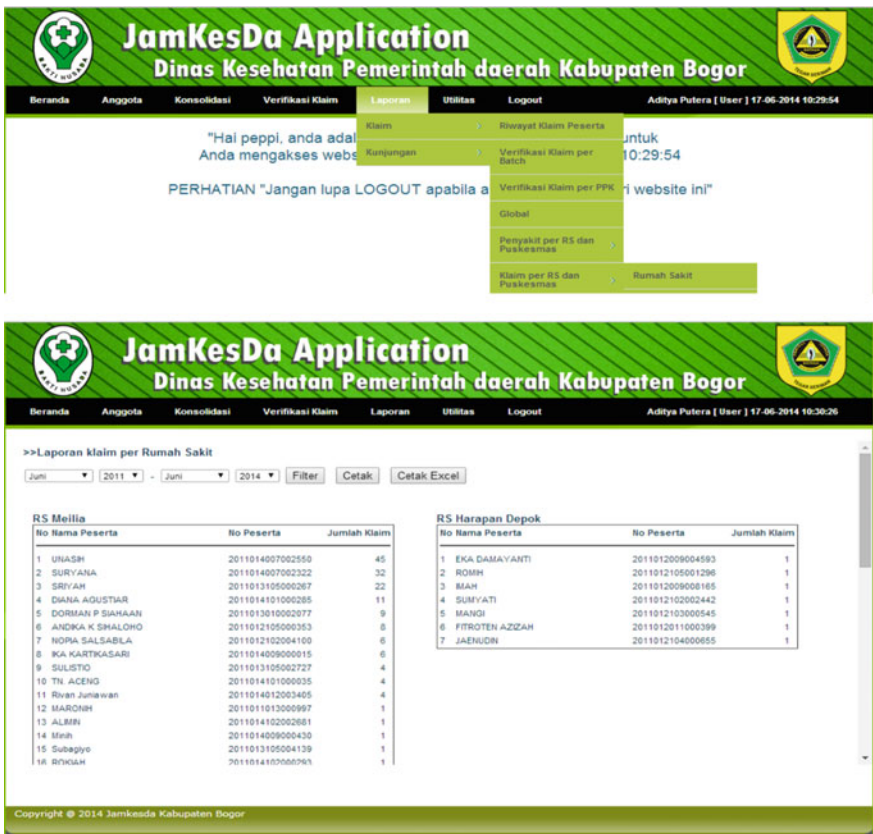 JamKesDa Application
Dinas Kesehatan Pemerintah daerah Kabupaten Bogor
BAKTI HUSADA
Beranda Anggota Konsolidasi Verifikasi Klaim Laporan Utilitas Logout Aditya Putera [ User ] 17-06-2014 10:29:54
Klaim
Kunjungan
Riwayat Klaim Peserta
Verifikasi Klaim per
Batch
Verifikasi Klaim per PPK
Global
Penyakit per RS dan
Puskesmas
Klaim per RS dan
Puskesmas
Rumah Sakit
"Hai peppi, anda adal untuk
Anda mengakses webs 10:29:54
PERHATIAN "Jangan lupa LOGOUT apabila a ri website ini"
JamKesDa Application
Dinas Kesehatan Pemerintah daerah Kabupaten Bogor
BAKTI HUSADA
Beranda Anggota Konsolidasi Verifikasi Klaim Laporan Utilitas Logout Aditya Putera [ User ] 17-06-2014 10:30:26
>>Laporan klaim per Rumah Sakit
Juni 2011 - Juni 2014 Filter Cetak Cetak Excel
RS Meilia
No Nama Peserta No Peserta Jumlah Klaim
1 UNASIH 2011014007002550 45
2 SURYANA 2011014007002322 32
3 SRIYAH 2011013105000267 22
4 DIANA AGUSTIAR 2011014101000285 11
5 DORMAN P SIAHAAN 2011013010002077 9
6 ANDIKA K SIHALOHO 2011012105000353 8
7 NOPIA SALSABILA 2011012102004100 6
8 IKA KARTIKASARI 2011014009000015 6
9 SULISTIO 2011013105002727 4
10 TN. ACENG 2011014101000035 4
11 Rivan Juniawan 2011014012003405 4
12 MARONIH 2011011013000997 1
13 ALIMIN 2011014102002681 1
14 Minih 2011014009000430 1
15 Subagiyo 2011013105004139 1
16 ROKIAH 2011014102000293 1
RS Harapan Depok
No Nama Peserta No Peserta Jumlah Klaim
1 EKA DAMAYANTI 2011012009004593 1
2 ROMIH 2011012105001296 1
3 IMAH 2011012009008165 1
4 SUMYATI 2011012102002442 1
5 MANGI 2011012103000545 1
6 FITROTEN AZIZAH 2011012011000399 1
7 JAENUDIN 2011012104000655 1
Copyright @ 2014 Jamkesda Kabupaten Bogor